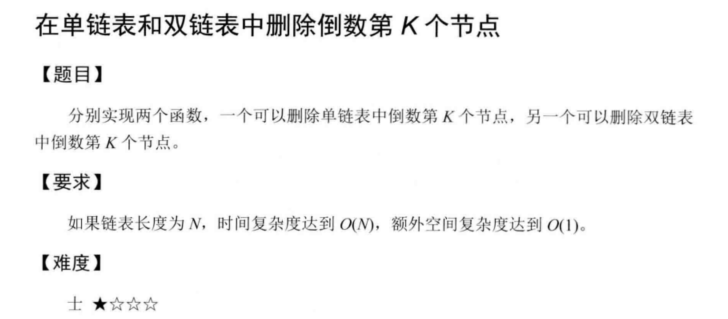 在单链表和双链表中删除倒数第 K 个节点
【题目】
分别实现两个函数，一个可以删除单链表中倒数第 K 个节点，另一个可以删除双链表
中倒数第 K 个节点。
【要求】
如果链表长度为 N，时间复杂度达到 O(N)，额外空间复杂度达到 O(1)。
【难度】
士 ★☆☆☆